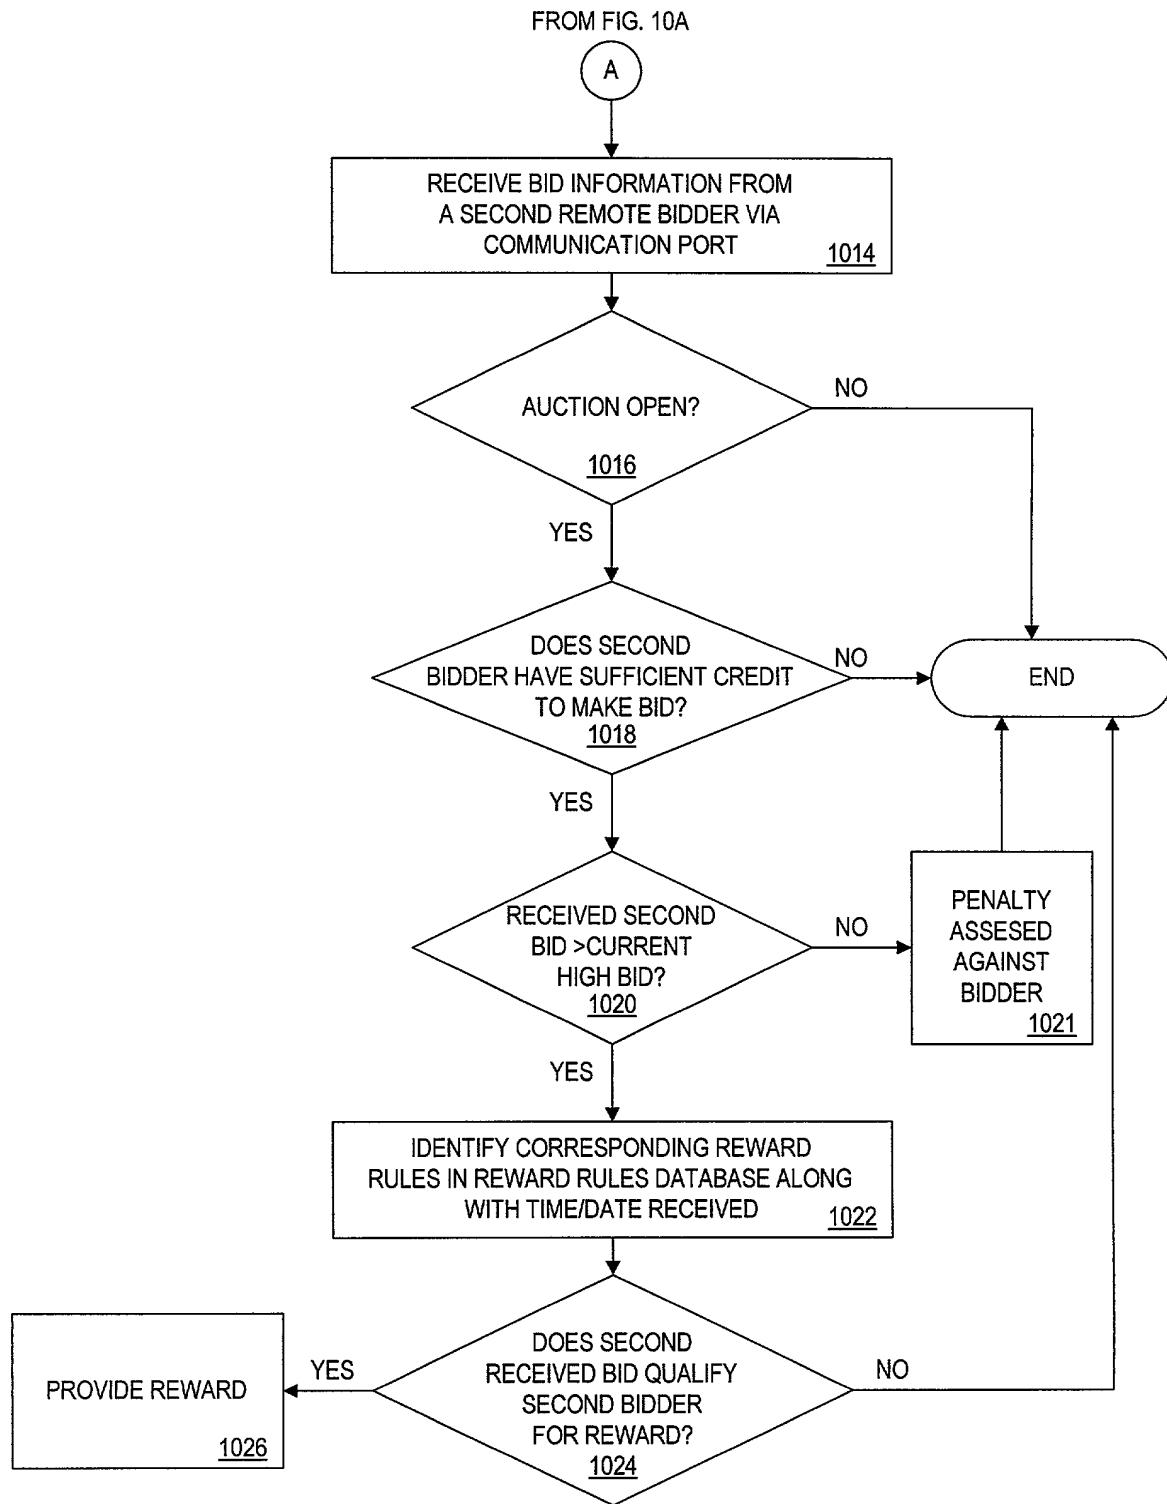 FROM FIG. 10A
A
RECEIVE BID INFORMATION FROM
A SECOND REMOTE BIDDER VIA
COMMUNICATION PORT
1014
AUCTION OPEN?
1016
NO
YES
DOES SECOND
BIDDER HAVE SUFFICIENT CREDIT
TO MAKE BID?
1018
NO
END
YES
RECEIVED SECOND
BID >CURRENT
HIGH BID?
1020
NO
PENALTY
ASSESED
AGAINST
BIDDER
1021
YES
IDENTIFY CORRESPONDING REWARD
RULES IN REWARD RULES DATABASE ALONG
WITH TIME/DATE RECEIVED
1022
DOES SECOND
RECEIVED BID QUALIFY
SECOND BIDDER
FOR REWARD?
1024
YES
NO
PROVIDE REWARD
1026